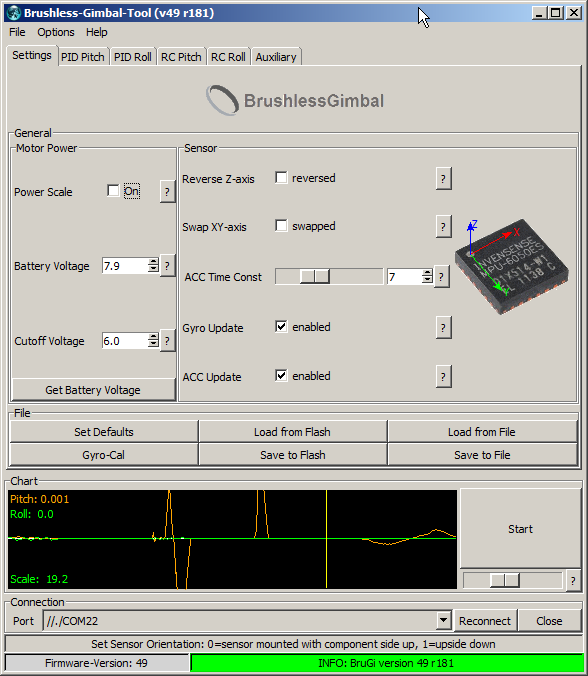 Brushless-Gimbal-Tool (v49 r181)
File Options Help
Settings PID Pitch PID Roll RC Pitch RC Roll Auxiliary
BrushlessGimbal
General
Motor Power
Power Scale On ?
Battery Voltage 7.9 ?
Cutoff Voltage 6.0 ?
Get Battery Voltage
Sensor
Reverse Z-axis reversed ?
Swap XY-axis swapped ?
ACC Time Const 7 ?
Gyro Update enabled ?
ACC Update enabled ?
Z X
INVENSENSE
MPU-6050ES
D1X514-W1
EL 1138 C
File
Set Defaults Load from Flash Load from File
Gyro-Cal Save to Flash Save to File
Chart
Pitch: 0.001
Roll: 0.0
Scale: 19.2
Start
?
Connection
Port //./COM22 Reconnect Close
Set Sensor Orientation: 0=sensor mounted with component side up, 1=upside down
Firmware-Version: 49 INFO: BruGi version 49 r181